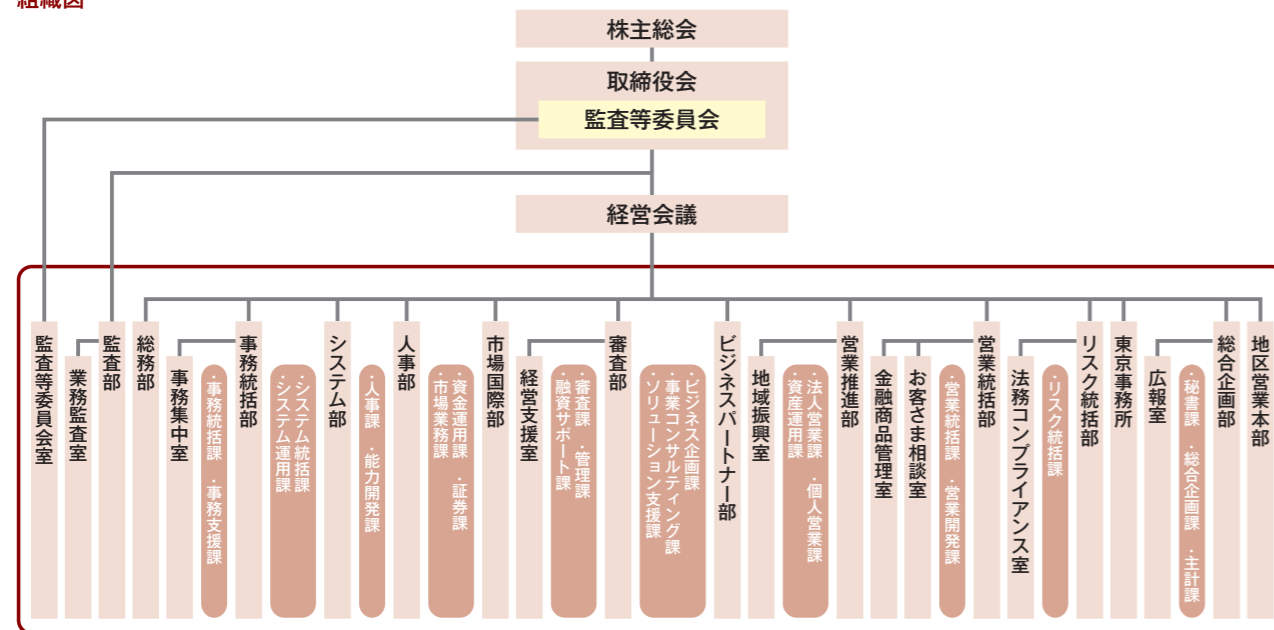 組織図
株主総会
取締役会
監査等委員会
経営会議
地区営業本部
総合企画部
・秘書課 ・総合企画課 ・主計課
広報室
東京事務所
リスク統括部
・リスク統括課
法務コンプライアンス室
営業統括部
・営業統括課 ・営業開発課
お客さま相談室
金融商品管理室
営業推進部
・法人営業課 ・個人営業課
・資産運用課
地域振興室
ビジネスパートナー部
・ビジネス企画課
・事業コンサルティング課
・ソリューション支援課
審査部
・審査課 ・管理課
・融資サポート課
経営支援室
市場国際部
・資金運用課 ・証券課
・市場業務課
人事部
・人事課 ・能力開発課
システム部
・システム統括課
・システム運用課
事務統括部
・事務統括課 ・事務支援課
事務集中室
総務部
監査部
業務監査室
監査等委員会室